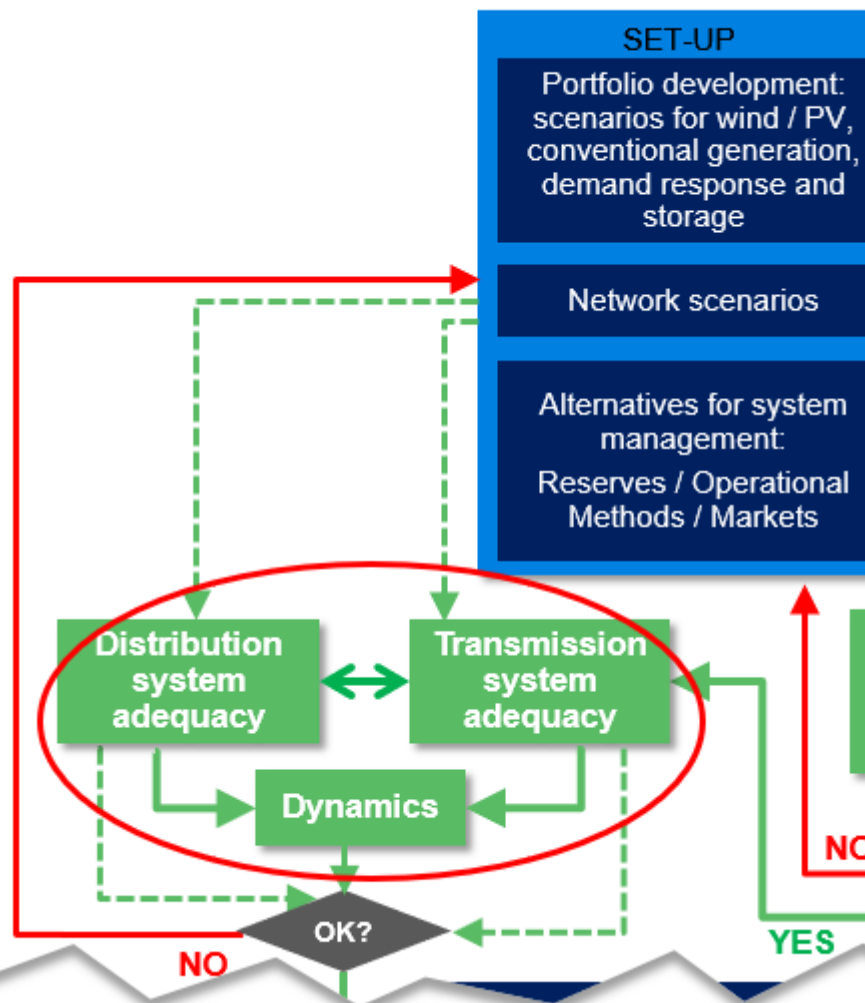 SET-UP
Portfolio development:
scenarios for wind / PV,
conventional generation,
demand response and
storage
Network scenarios
Alternatives for system
management:
Reserves / Operational
Methods / Markets
Distribution
system
adequacy
Transmission
system
adequacy
Dynamics
OK?
NO
NO
YES